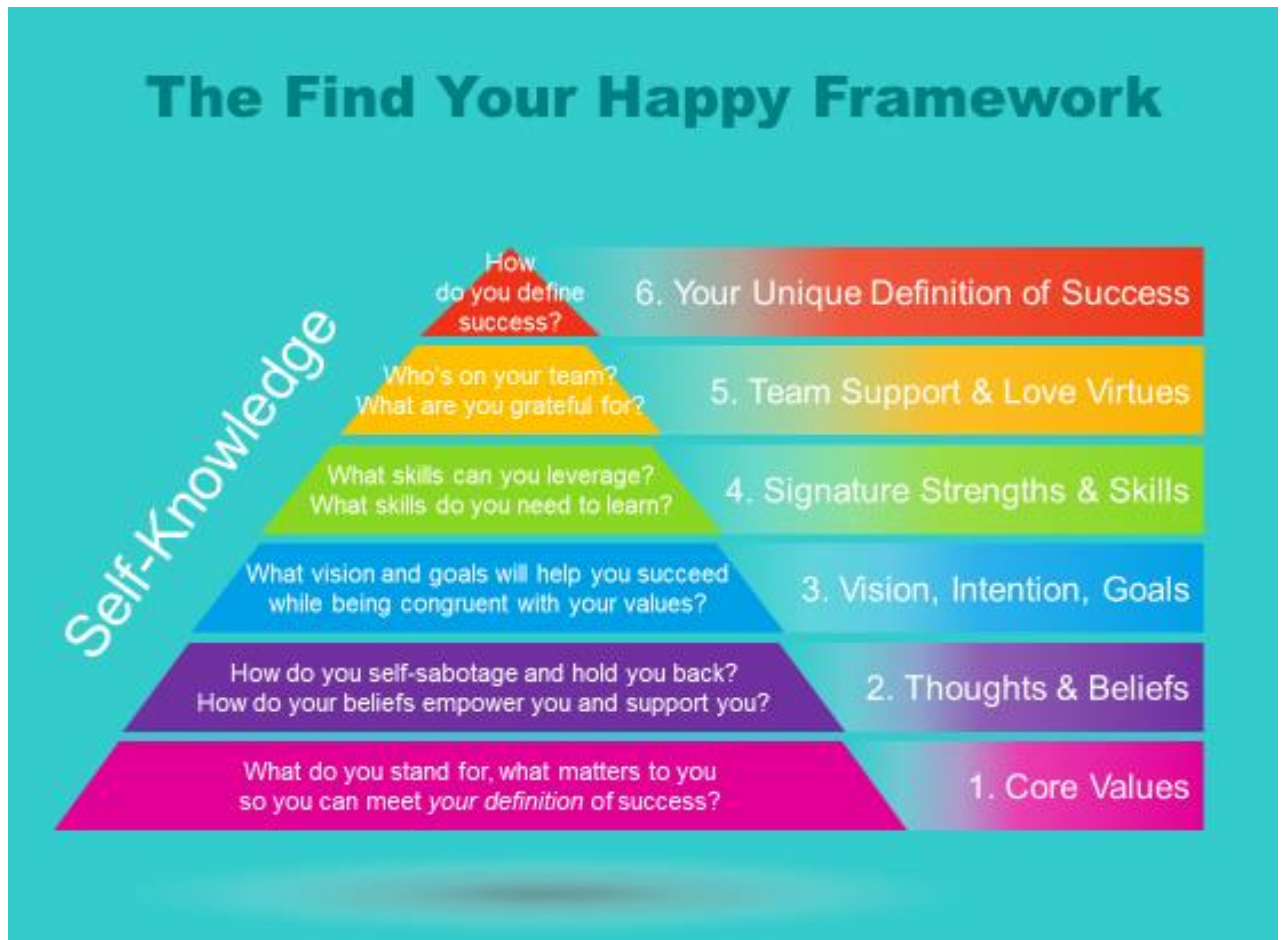 The Find Your Happy Framework
Self-Knowledge
How
do you define
success?
6. Your Unique Definition of Success
Who's on your team?
What are you grateful for?
5. Team Support & Love Virtues
What skills can you leverage?
What skills do you need to learn?
4. Signature Strengths & Skills
What vision and goals will help you succeed
while being congruent with your values?
3. Vision, Intention, Goals
How do you self-sabotage and hold you back?
How do your beliefs empower you and support you?
2. Thoughts & Beliefs
What do you stand for, what matters to you
so you can meet your definition of success?
1. Core Values